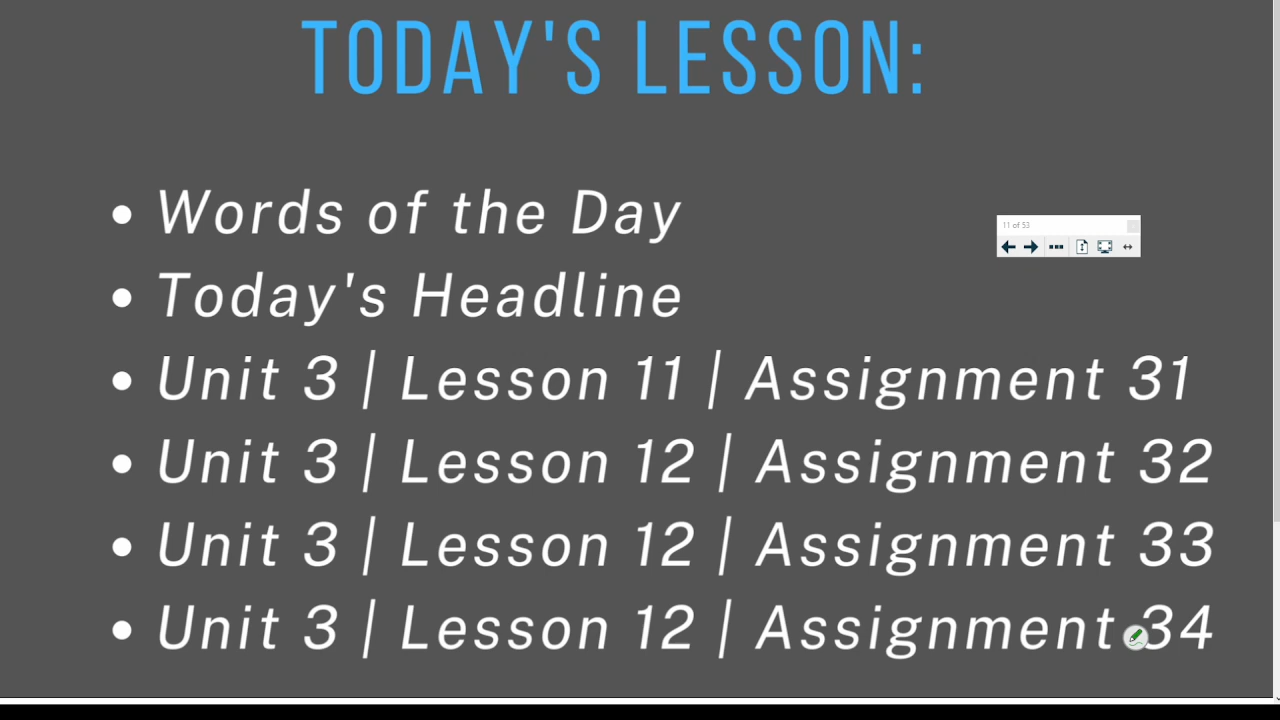 TODAY'S LESSON:
• Words of the Day
11 of 53
• Today's Headline
• Unit 3 | Lesson 11 | Assignment 31
• Unit 3 | Lesson 12 | Assignment 32
• Unit 3 | Lesson 12 | Assignment 33
• Unit 3 | Lesson 12 | Assignment 34